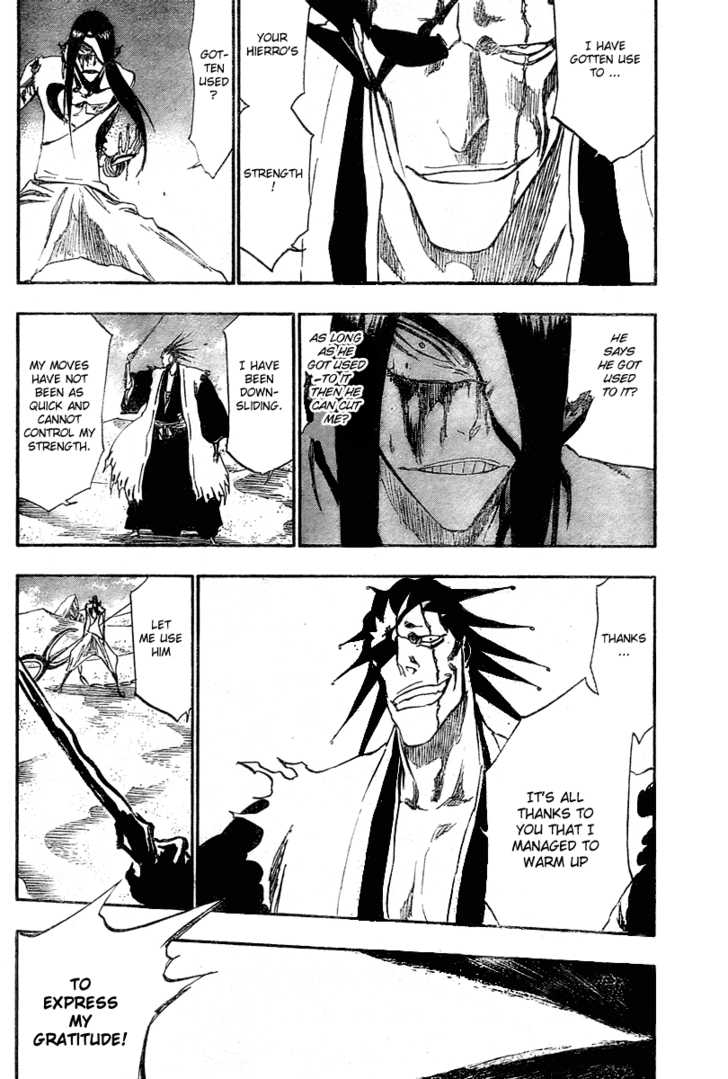 I HAVE
GOTTEN USE
TO ...
YOUR
HIERRO'S
STRENGTH
!
GOT-
TEN USED
?
HE
SAYS
HE GOT
USED
TO IT?
AS LONG
AS HE
GOT USED
TO IT
THEN HE
CAN CUT
ME?
I HAVE
BEEN
DOWN-
SLIDING.
MY MOVES
HAVE NOT
BEEN AS
QUICK AND
CANNOT
CONTROL MY
STRENGTH.
THANKS
...
IT'S ALL
THANKS TO
YOU THAT I
MANAGED TO
WARM UP
LET
ME USE
HIM
TO
EXPRESS
MY
GRATITUDE!